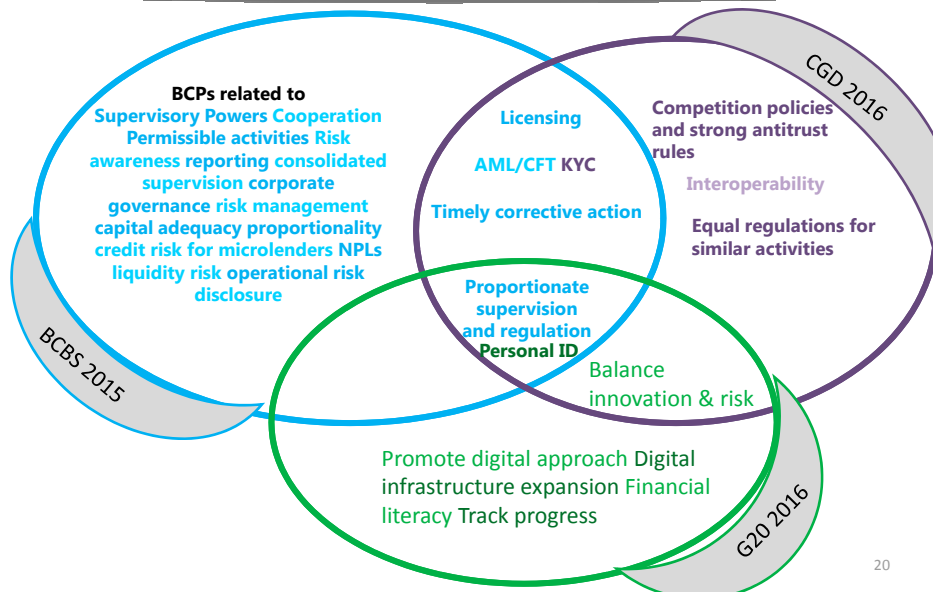 BCPs related to
Supervisory Powers Cooperation
Permissible activities Risk
awareness reporting consolidated
supervision corporate
governance risk management
capital adequacy proportionality
credit risk for microlenders NPLs
liquidity risk operational risk
disclosure
BCBS 2015
Licensing
AML/CFT KYC
Timely corrective action
Proportionate
supervision
and regulation
Personal ID
CGD 2016
Competition policies
and strong antitrust
rules
Interoperability
Equal regulations for
similar activities
Balance
innovation & risk
Promote digital approach Digital
infrastructure expansion Financial
literacy Track progress
G20 2016
20